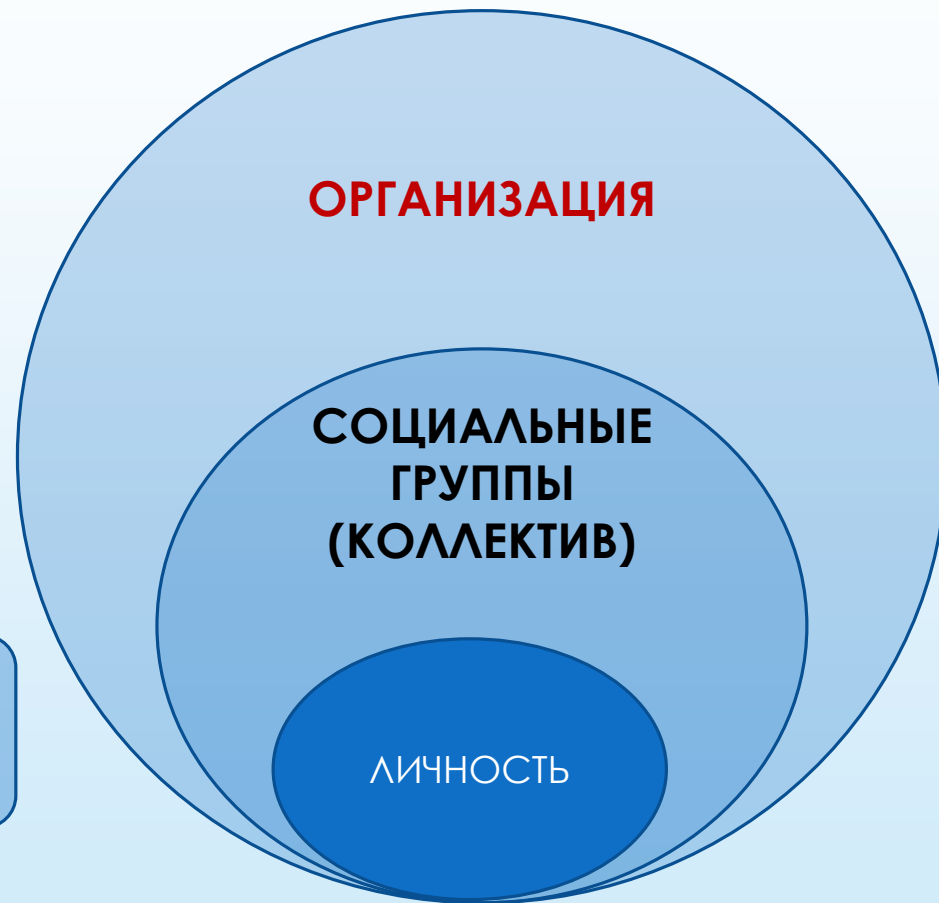 ОРГАНИЗАЦИЯ
СОЦИАЛЬНЫЕ
ГРУППЫ
(КОЛЛЕКТИВ)
ЛИЧНОСТЬ